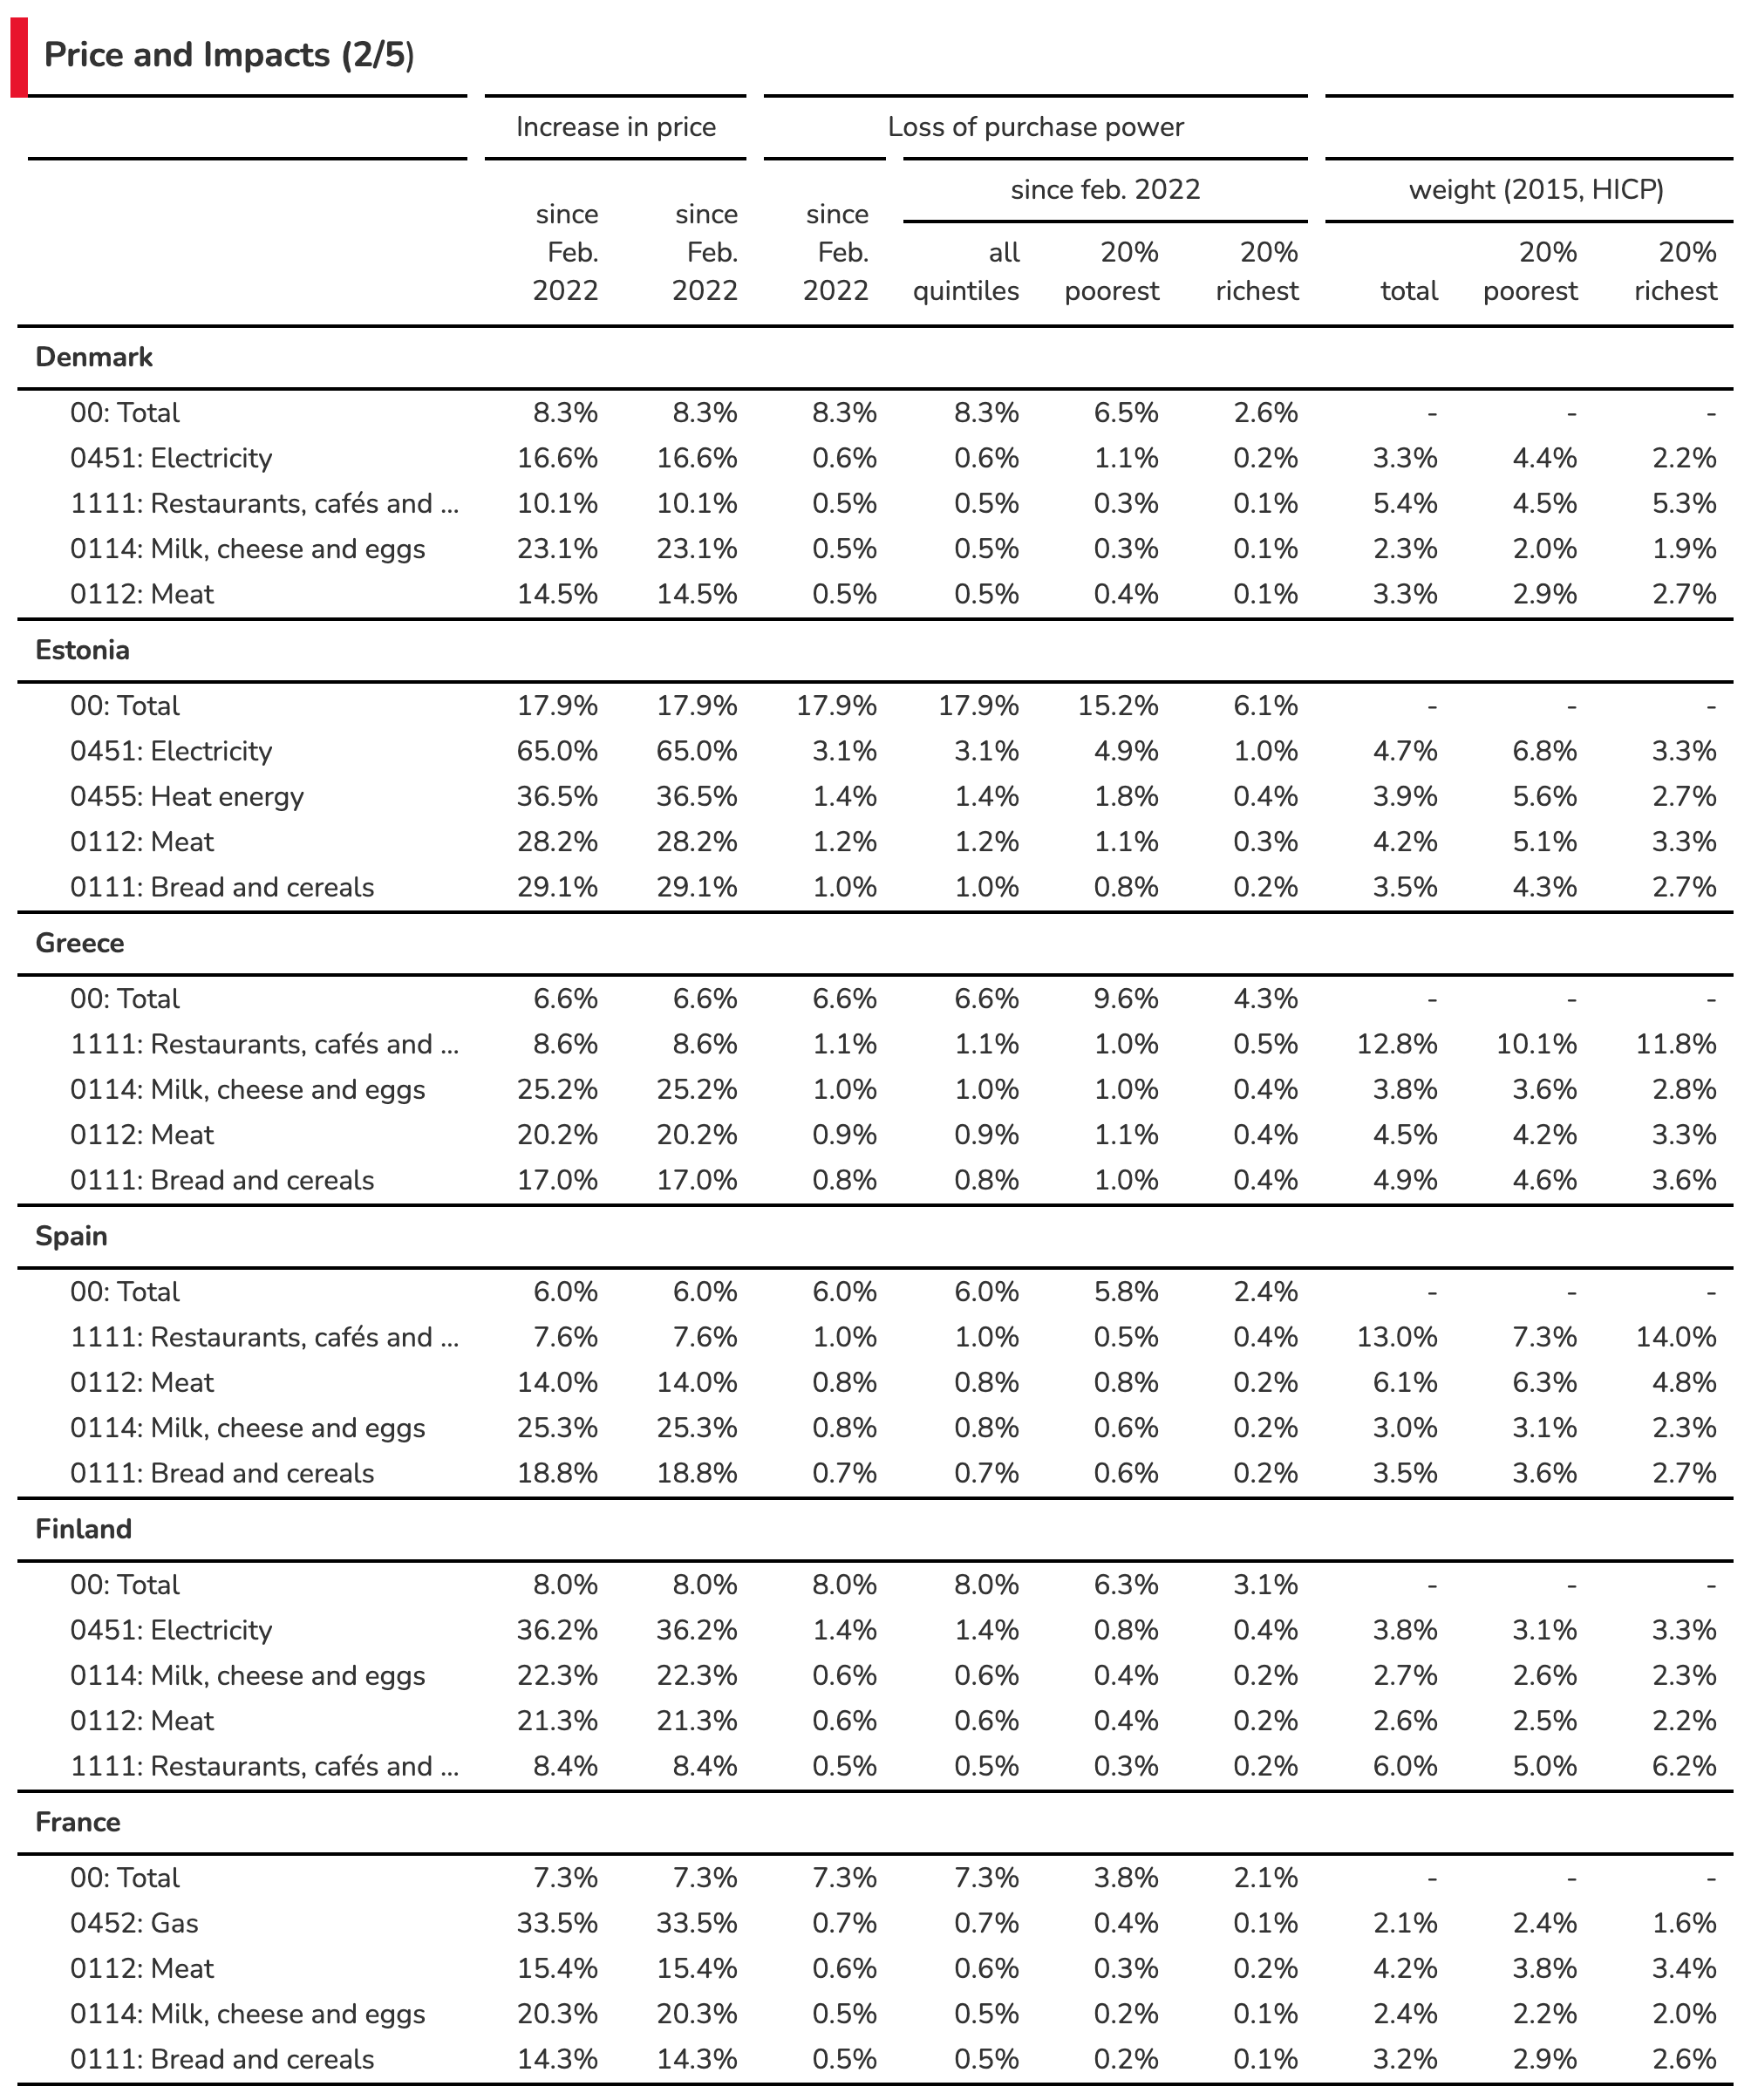 Price and Impacts (2/5)
Increase in price Loss of purchase power
since feb. 2022 weight (2015, HICP)
since since since
Feb. Feb. Feb. all 20% 20% 20% 20%
2022 2022 2022 quintiles poorest richest total poorest richest
Denmark
00: Total 8.3% 8.3% 8.3% 8.3% 6.5% 2.6% - - -
0451: Electricity 16.6% 16.6% 0.6% 0.6% 1.1% 0.2% 3.3% 4.4% 2.2%
1111: Restaurants, cafés and ... 10.1% 10.1% 0.5% 0.5% 0.3% 0.1% 5.4% 4.5% 5.3%
0114: Milk, cheese and eggs 23.1% 23.1% 0.5% 0.5% 0.3% 0.1% 2.3% 2.0% 1.9%
0112: Meat 14.5% 14.5% 0.5% 0.5% 0.4% 0.1% 3.3% 2.9% 2.7%
Estonia
00: Total 17.9% 17.9% 17.9% 17.9% 15.2% 6.1% - - -
0451: Electricity 65.0% 65.0% 3.1% 3.1% 4.9% 1.0% 4.7% 6.8% 3.3%
0455: Heat energy 36.5% 36.5% 1.4% 1.4% 1.8% 0.4% 3.9% 5.6% 2.7%
0112: Meat 28.2% 28.2% 1.2% 1.2% 1.1% 0.3% 4.2% 5.1% 3.3%
0111: Bread and cereals 29.1% 29.1% 1.0% 1.0% 0.8% 0.2% 3.5% 4.3% 2.7%
Greece
00: Total 6.6% 6.6% 6.6% 6.6% 9.6% 4.3% - - -
1111: Restaurants, cafés and ... 8.6% 8.6% 1.1% 1.1% 1.0% 0.5% 12.8% 10.1% 11.8%
0114: Milk, cheese and eggs 25.2% 25.2% 1.0% 1.0% 1.0% 0.4% 3.8% 3.6% 2.8%
0112: Meat 20.2% 20.2% 0.9% 0.9% 1.1% 0.4% 4.5% 4.2% 3.3%
0111: Bread and cereals 17.0% 17.0% 0.8% 0.8% 1.0% 0.4% 4.9% 4.6% 3.6%
Spain
00: Total 6.0% 6.0% 6.0% 6.0% 5.8% 2.4% - - -
1111: Restaurants, cafés and ... 7.6% 7.6% 1.0% 1.0% 0.5% 0.4% 13.0% 7.3% 14.0%
0112: Meat 14.0% 14.0% 0.8% 0.8% 0.8% 0.2% 6.1% 6.3% 4.8%
0114: Milk, cheese and eggs 25.3% 25.3% 0.8% 0.8% 0.6% 0.2% 3.0% 3.1% 2.3%
0111: Bread and cereals 18.8% 18.8% 0.7% 0.7% 0.6% 0.2% 3.5% 3.6% 2.7%
Finland
00: Total 8.0% 8.0% 8.0% 8.0% 6.3% 3.1% - - -
0451: Electricity 36.2% 36.2% 1.4% 1.4% 0.8% 0.4% 3.8% 3.1% 3.3%
0114: Milk, cheese and eggs 22.3% 22.3% 0.6% 0.6% 0.4% 0.2% 2.7% 2.6% 2.3%
0112: Meat 21.3% 21.3% 0.6% 0.6% 0.4% 0.2% 2.6% 2.5% 2.2%
1111: Restaurants, cafés and ... 8.4% 8.4% 0.5% 0.5% 0.3% 0.2% 6.0% 5.0% 6.2%
France
00: Total 7.3% 7.3% 7.3% 7.3% 3.8% 2.1% - - -
0452: Gas 33.5% 33.5% 0.7% 0.7% 0.4% 0.1% 2.1% 2.4% 1.6%
0112: Meat 15.4% 15.4% 0.6% 0.6% 0.3% 0.2% 4.2% 3.8% 3.4%
0114: Milk, cheese and eggs 20.3% 20.3% 0.5% 0.5% 0.2% 0.1% 2.4% 2.2% 2.0%
0111: Bread and cereals 14.3% 14.3% 0.5% 0.5% 0.2% 0.1% 3.2% 2.9% 2.6%